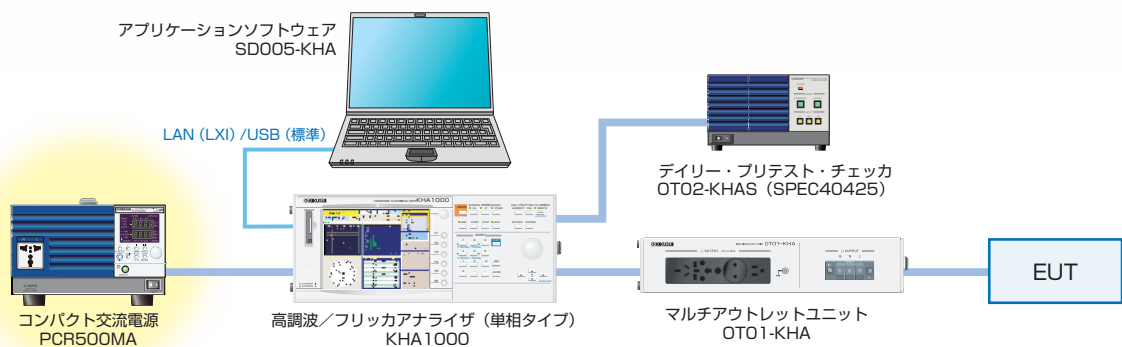 アプリケーションソフトウェア
SD005-KHA
LAN（LXI）/USB（標準）
デイリー・プリテスト・チェッカ
OT02-KHAS（SPEC40425）
KIKUSUI
KHA1000
KIKUSUI
OT01-KHA
OUTPUT
OUTPUT
EUT
コンパクト交流電源
PCR500MA
高調波／フリッカアナライザ（単相タイプ）
KHA1000
マルチアウトレットユニット
OT01-KHA